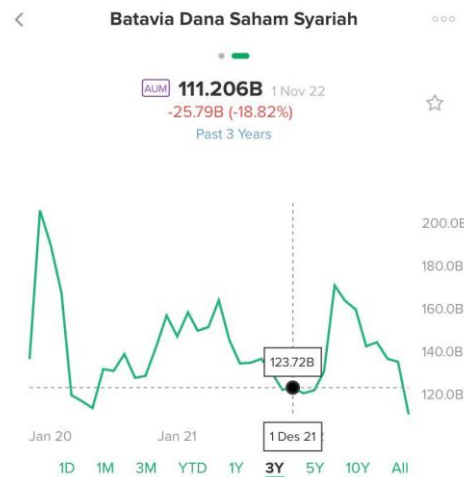 Batavia Dana Saham Syariah
AUM 111.206B 1 Nov 22
-25.79B (-18.82%)
Past 3 Years
200.0B
180.0B
160.0B
140.0B
120.0B
123.72B
Jan 20 Jan 21 1 Des 21
1D 1M 3M YTD 1Y 3Y 5Y 10Y All